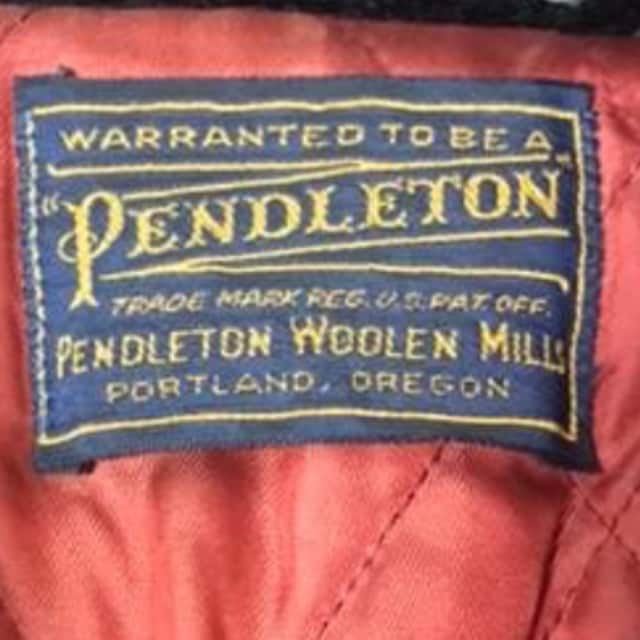 WARRANTED TO BE A
"PENDLETON"
TRADE MARK REG. U.S. PAT. OFF.
PENDLETON WOOLEN MILLS
PORTLAND, OREGON